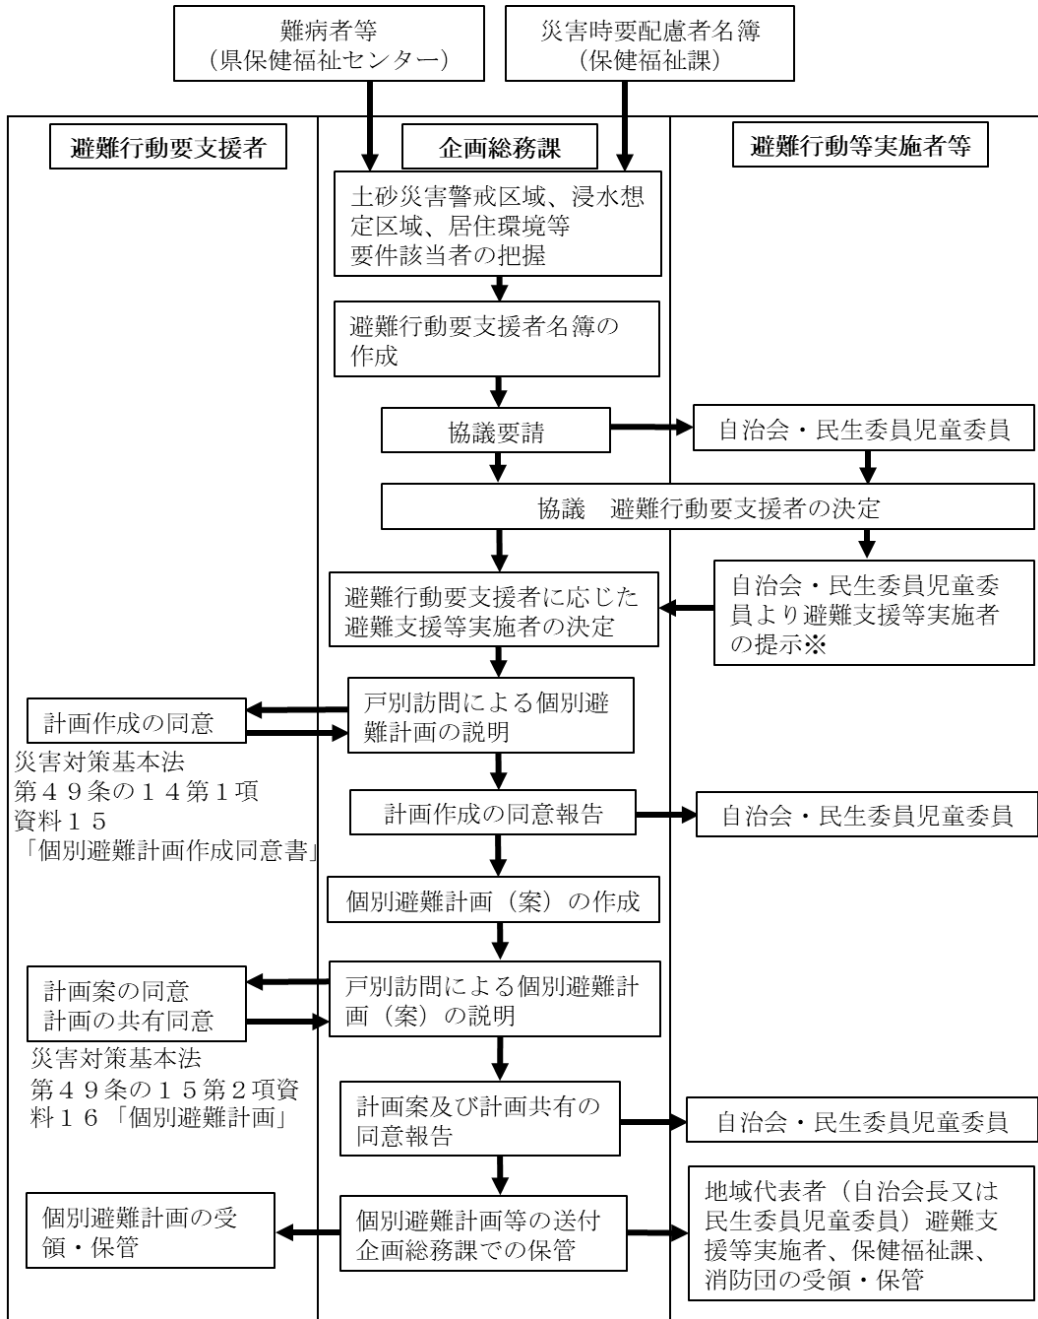 難病者等
（県保健福祉センター）
災害時要配慮者名簿
（保健福祉課）
避難行動要支援者
企画総務課
避難行動等実施者等
土砂災害警戒区域、浸水想
定区域、居住環境等
要件該当者の把握
避難行動要支援者名簿の
作成
協議要請
自治会・民生委員児童委員
協議　避難行動要支援者の決定
避難行動要支援者に応じた
避難支援等実施者の決定
自治会・民生委員児童委
員より避難支援等実施者
の提示※
戸別訪問による個別避
難計画の説明
計画作成の同意
災害対策基本法
第４９条の１４第１項
資料１５
「個別避難計画作成同意書」
計画作成の同意報告
自治会・民生委員児童委員
個別避難計画（案）の作成
戸別訪問による個別避難計
画（案）の説明
計画案の同意
計画の共有同意
災害対策基本法
第４９条の１５第２項資
料１６「個別避難計画」
計画案及び計画共有の
同意報告
自治会・民生委員児童委員
個別避難計画等の送付
企画総務課での保管
個別避難計画の受
領・保管
地域代表者（自治会長又は
民生委員児童委員）避難支
援等実施者、保健福祉課、
消防団の受領・保管